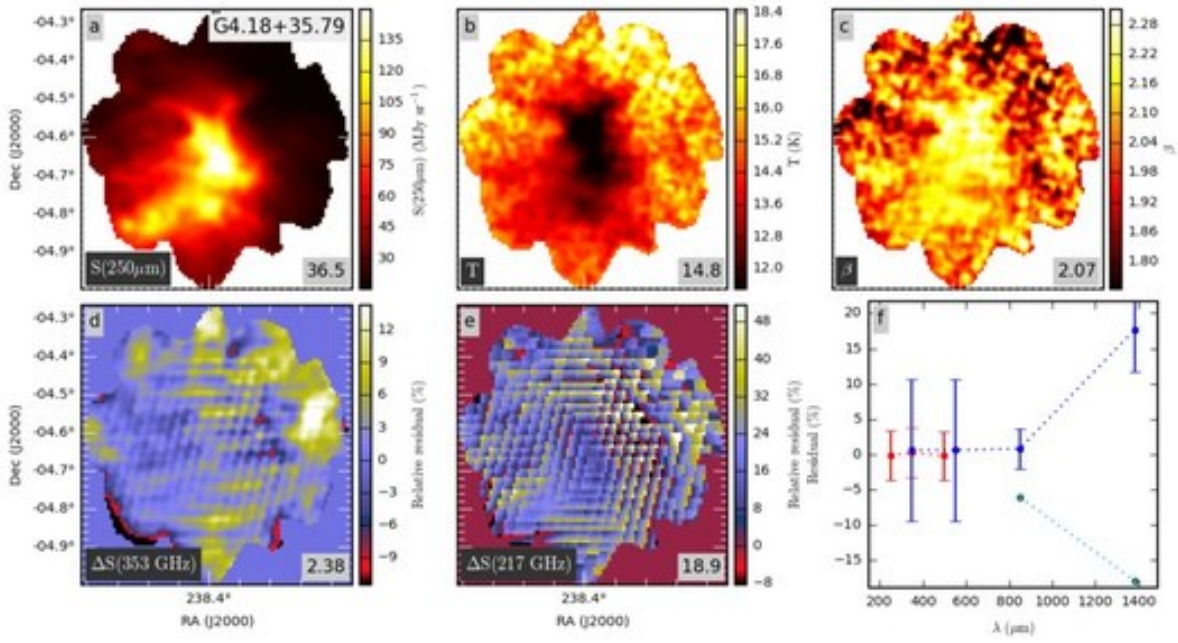 a
G4.18+35.79
S(250μm)
36.5
-04.3°
-04.5°
-04.6°
-04.7°
-04.8°
-04.9°
Dec (J2000)
135
120
105
90
75
60
45
30
S(250μm) (MJy sr⁻¹)
b
T
14.8
18.4
17.6
16.8
16.0
15.2
14.4
13.6
12.8
12.0
T (K)
c
β
2.07
2.28
2.22
2.16
2.10
2.04
1.98
1.92
1.86
1.80
β
d
ΔS(353 GHz)
2.38
-04.3°
-04.5°
-04.6°
-04.7°
-04.8°
-04.9°
Dec (J2000)
238.4°
RA (J2000)
12
9
6
3
0
−3
−6
−9
Relative residual (%)
e
ΔS(217 GHz)
18.9
238.4°
RA (J2000)
48
40
32
24
16
8
0
−8
Relative residual (%)
f
20
15
10
5
0
−5
−10
−15
Residual (%)
200 400 600 800 1000 1200 1400
λ (μm)